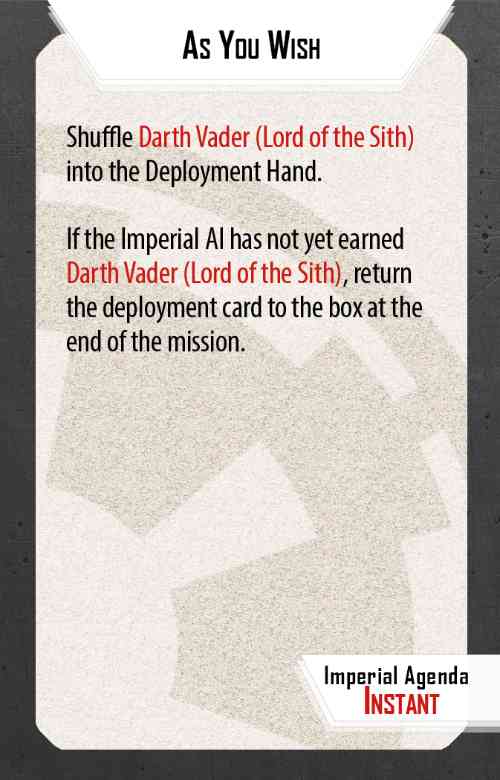 As You Wish
Shuffle Darth Vader (Lord of the Sith)
into the Deployment Hand.
If the Imperial AI has not yet earned
Darth Vader (Lord of the Sith), return
the deployment card to the box at the
end of the mission.
Imperial Agenda
Instant